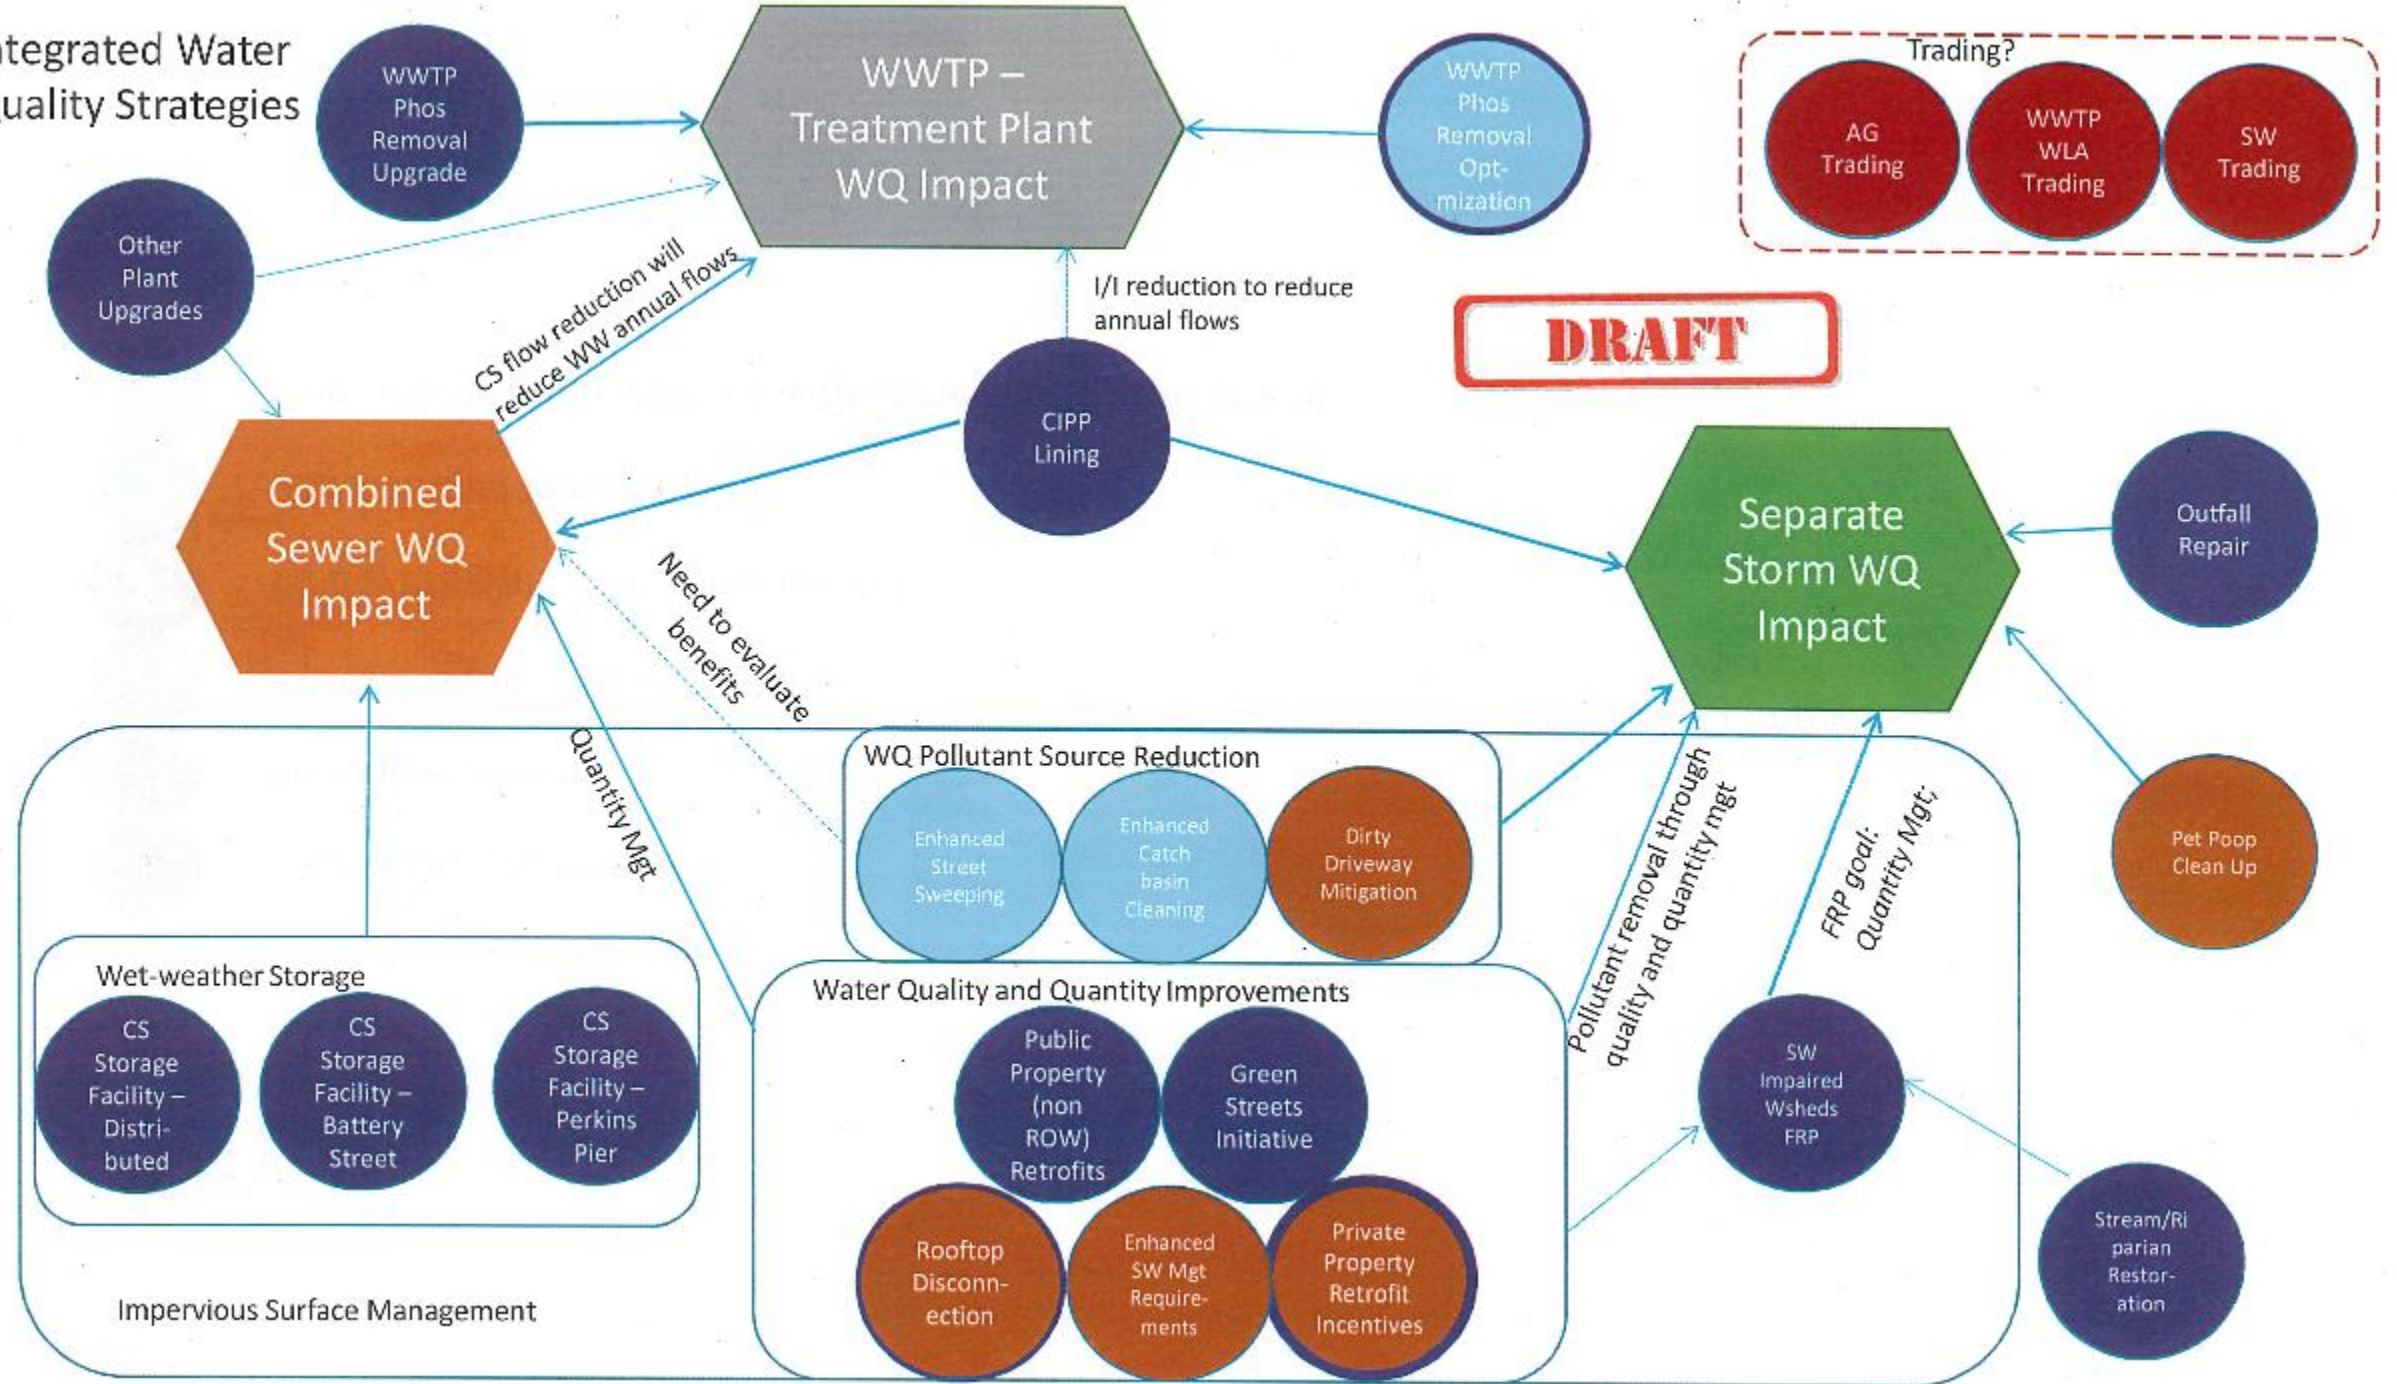 ntegrated Water
uality Strategies
WWTP
Phos
Removal
Upgrade
WWTP –
Treatment Plant
WQ Impact
WWTP
Phos
Removal
Opt-
mization
Trading?
AG
Trading
WWTP
WLA
Trading
SW
Trading
Other
Plant
Upgrades
CS flow reduction will
reduce WW annual flows
I/I reduction to reduce
annual flows
DRAFT
CIPP
Lining
Combined
Sewer WQ
Impact
Separate
Storm WQ
Impact
Outfall
Repair
Need to evaluate
benefits
Quantity Mgt
WQ Pollutant Source Reduction
Enhanced
Street
Sweeping
Enhanced
Catch
basin
Cleaning
Dirty
Driveway
Mitigation
Pollutant removal through
quality and quantity mgt
FRP goal:
Quantity Mgt;
Pet Poop
Clean Up
Wet-weather Storage
CS
Storage
Facility –
Distri-
buted
CS
Storage
Facility –
Battery
Street
CS
Storage
Facility –
Perkins
Pier
Water Quality and Quantity Improvements
Public
Property
(non
ROW)
Retrofits
Green
Streets
Initiative
SW
Impaired
Wsheds
FRP
Rooftop
Disconn-
ection
Enhanced
SW Mgt
Require-
ments
Private
Property
Retrofit
Incentives
Stream/Ri
parian
Restor-
ation
Impervious Surface Management